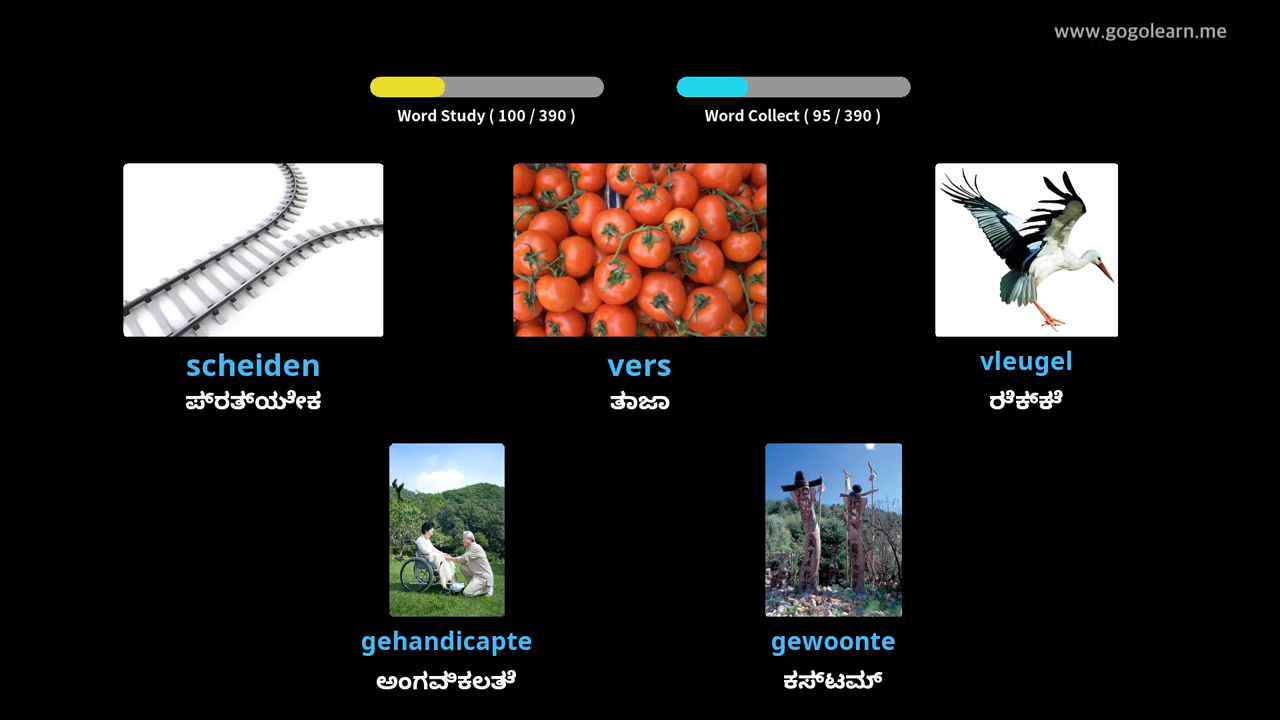 www.gogolearn.me
Word Study ( 100 / 390 )
Word Collect ( 95 / 390 )
scheiden
ಪ್ರತ್ಯೇಕ
vers
ತಾಜಾ
vleugel
ರೆಕ್ಕೆ
gehandicapte
ಅಂಗವಿಕಲತೆ
gewoonte
ಕಸ್ಟಮ್